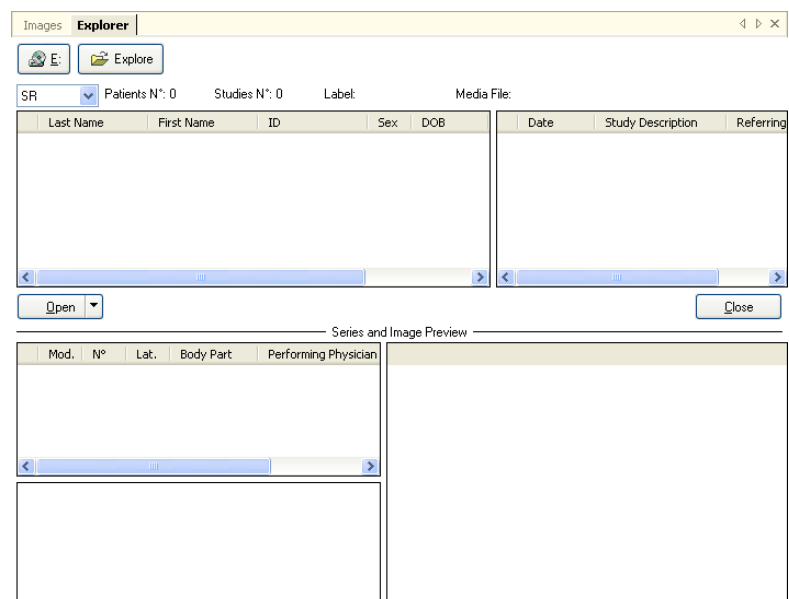 Images Explorer
E: Explore
SR Patients N°: 0 Studies N°: 0 Label: Media File:
Last Name First Name ID Sex DOB Date Study Description Referring
Open Close
Series and Image Preview
Mod. N° Lat. Body Part Performing Physician